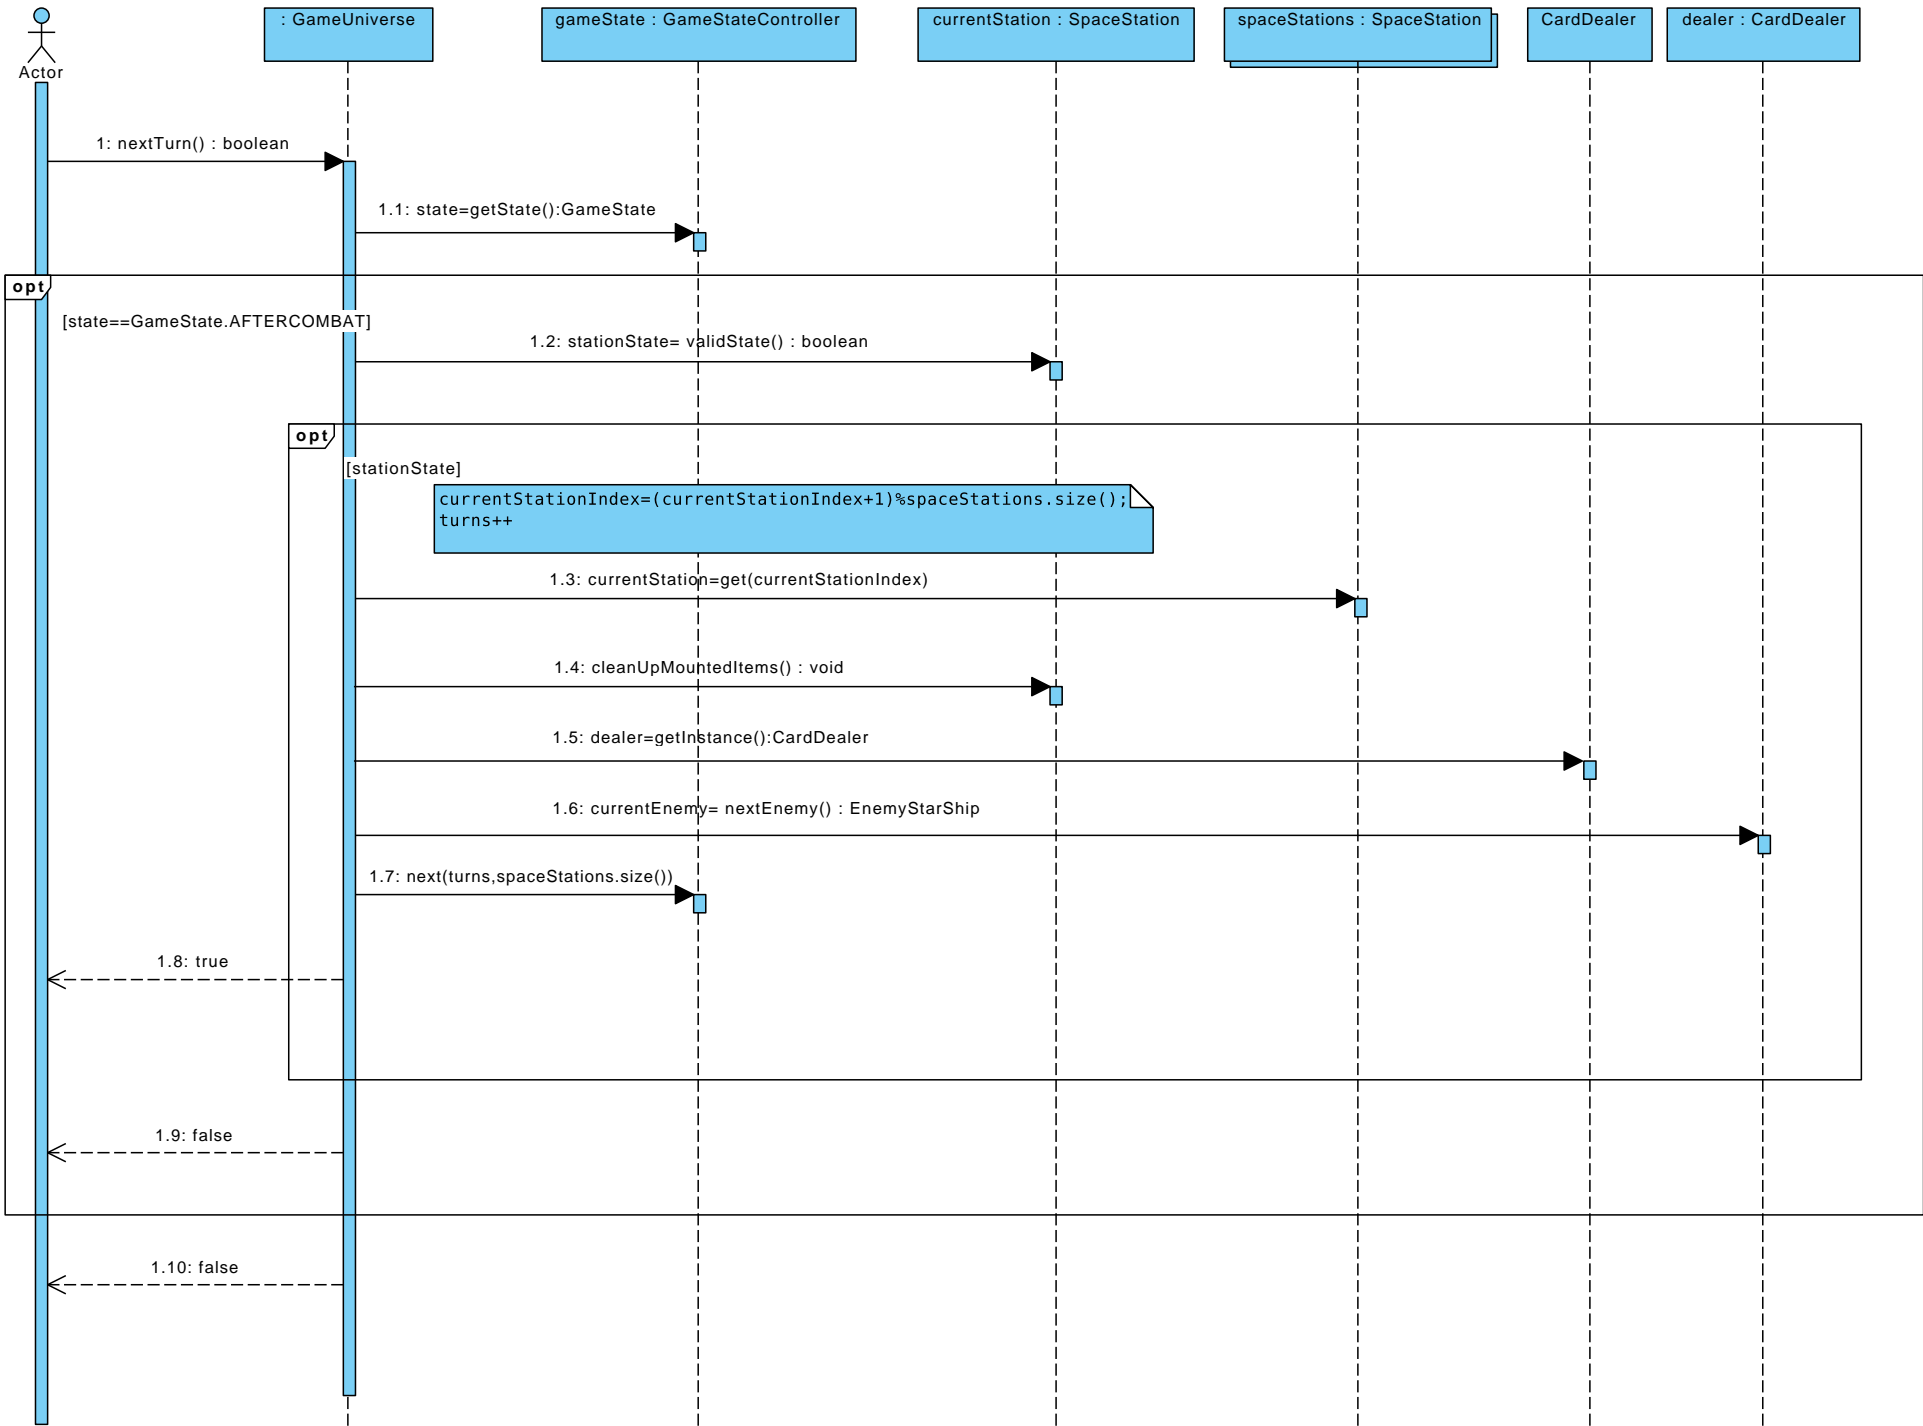 : GameUniverse
gameState : GameStateController
currentStation : SpaceStation
spaceStations : SpaceStation
CardDealer
dealer : CardDealer
Actor
1: nextTurn() : boolean
1.1: state=getState():GameState
opt
[state==GameState.AFTERCOMBAT]
1.2: stationState= validState() : boolean
opt
[stationState]
currentStationIndex=(currentStationIndex+1)%spaceStations.size();
turns++
1.3: currentStation=get(currentStationIndex)
1.4: cleanUpMountedItems() : void
1.5: dealer=getInstance():CardDealer
1.6: currentEnemy= nextEnemy() : EnemyStarShip
1.7: next(turns,spaceStations.size())
1.8: true
1.9: false
1.10: false